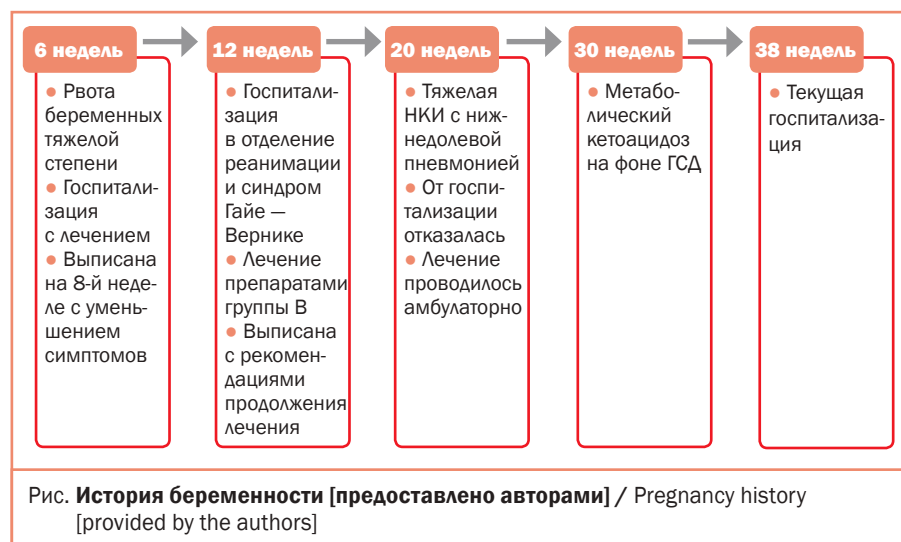 6 недель
12 недель
20 недель
30 недель
38 недель
● Рвота
беременных
тяжелой
степени
● Госпитали-
зация
с лечением
● Выписана
на 8-й неде-
ле с умень-
шением
симптомов
● Госпитали-
зация
в отделение
реанимации
и синдром
Гайе —
Вернике
● Лечение
препаратами
группы В
● Выписана
с рекомен-
дациями
продолжения
лечения
● Тяжелая
НКИ с ниж-
недолевой
пневмонией
● От госпи-
тализации
отказалась
● Лечение
проводилось
амбулаторно
● Метабо-
лический
кетоацидоз
на фоне ГСД
● Текущая
госпитализа-
ция
Рис. История беременности [предоставлено авторами] / Pregnancy history
[provided by the authors]